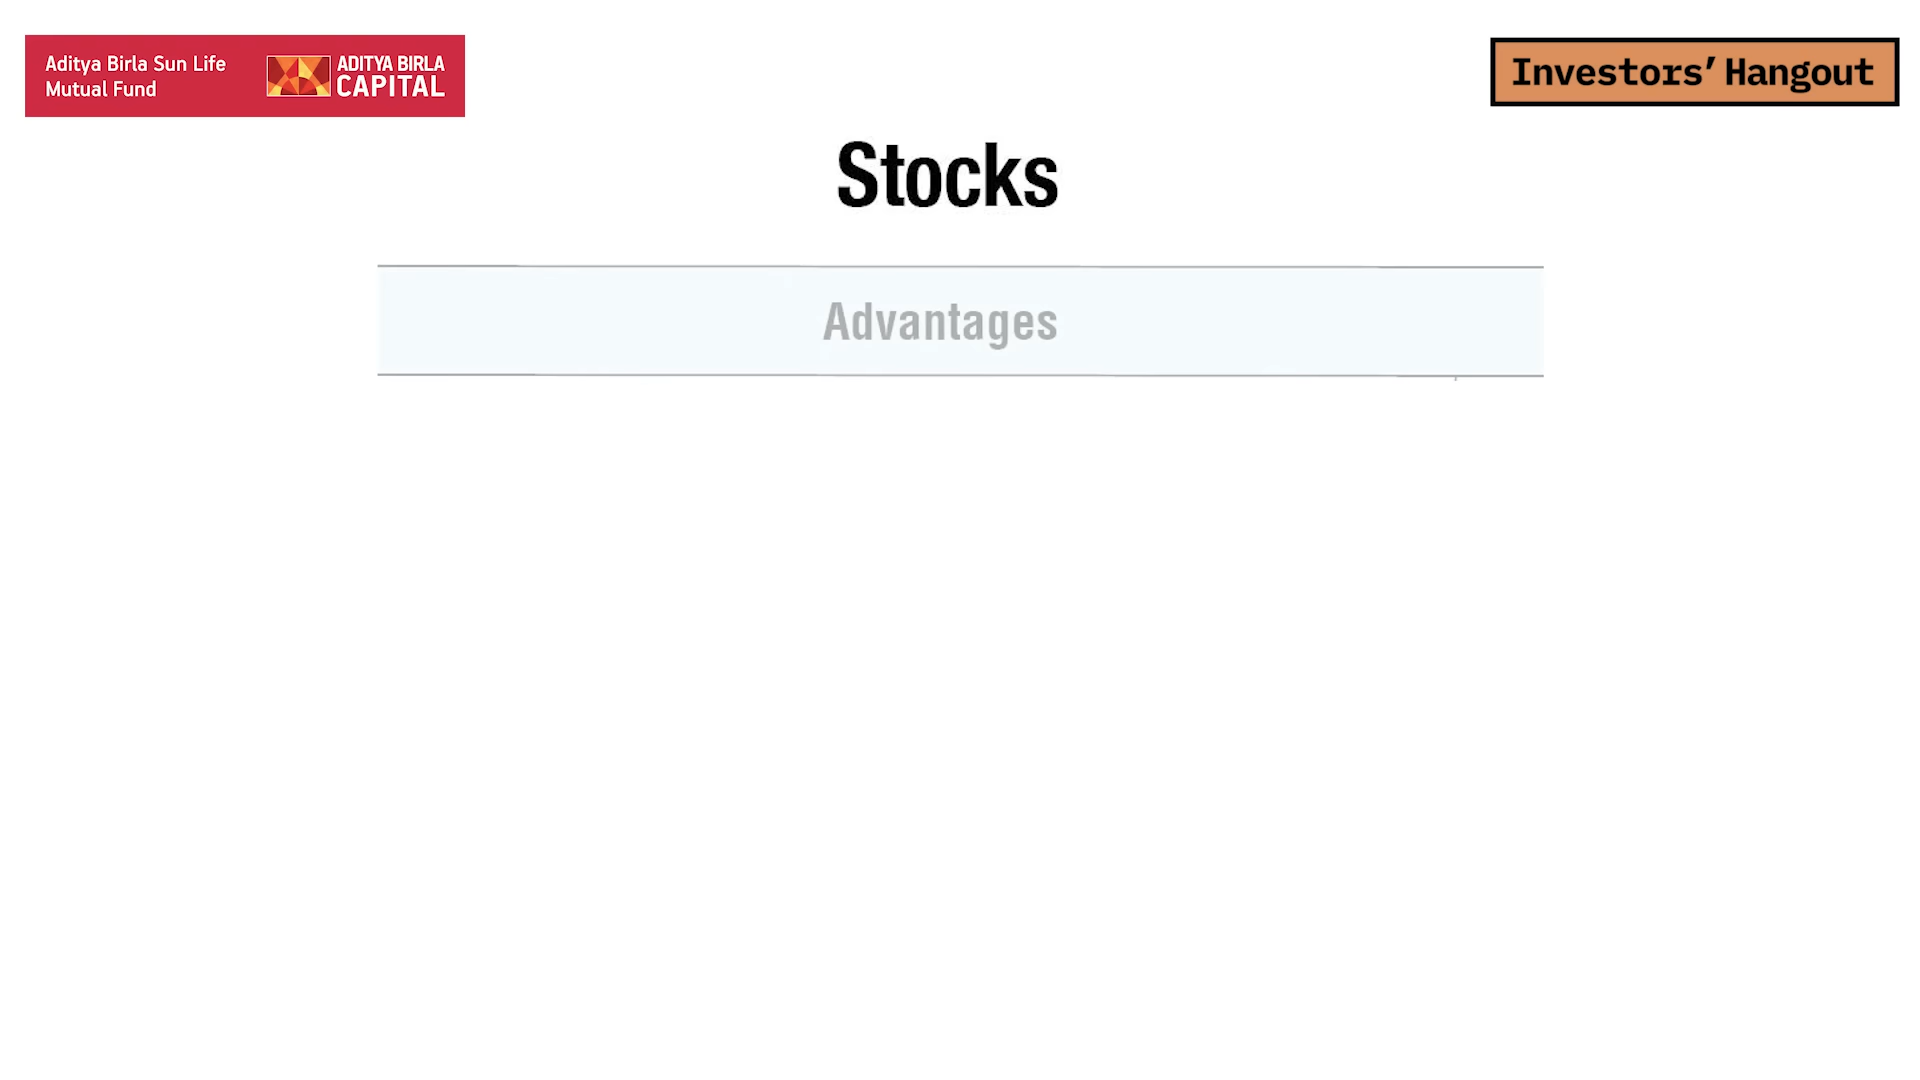 Aditya Birla Sun Life
Mutual Fund
ADITYA BIRLA
CAPITAL
Investors’ Hangout
Stocks
Advantages